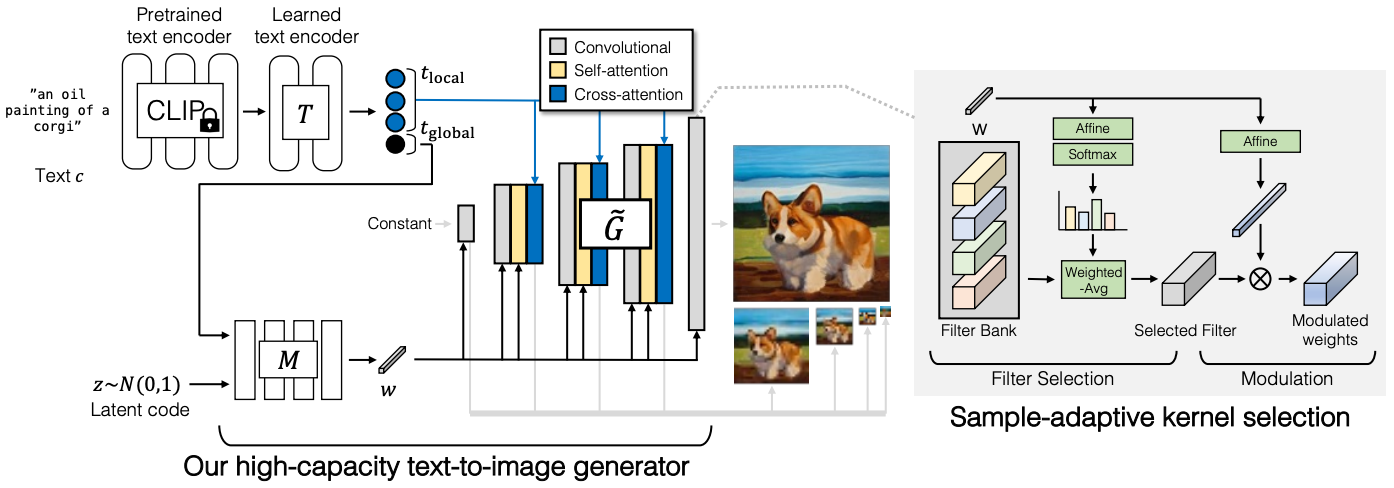 Pretrained
text encoder
Learned
text encoder
"an oil
painting of a
corgi"
Text c
CLIP
T
t_local
t_global
Convolutional
Self-attention
Cross-attention
Constant
G̃
M
w
z~N(0,1)
Latent code
Our high-capacity text-to-image generator
w
Affine
Softmax
Affine
Weighted
-Avg
Filter Bank
Selected Filter
Modulated
weights
Filter Selection
Modulation
Sample-adaptive kernel selection